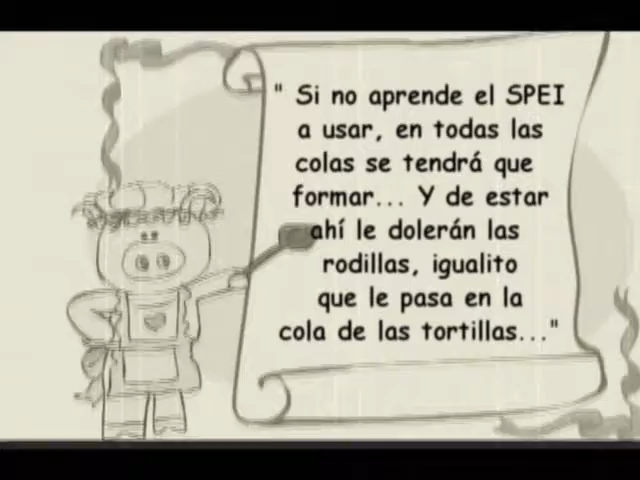 " Si no aprende el SPEI
a usar, en todas las
colas se tendrá que
formar... Y de estar
ahí le dolerán las
rodillas, igualito
que le pasa en la
cola de las tortillas..."